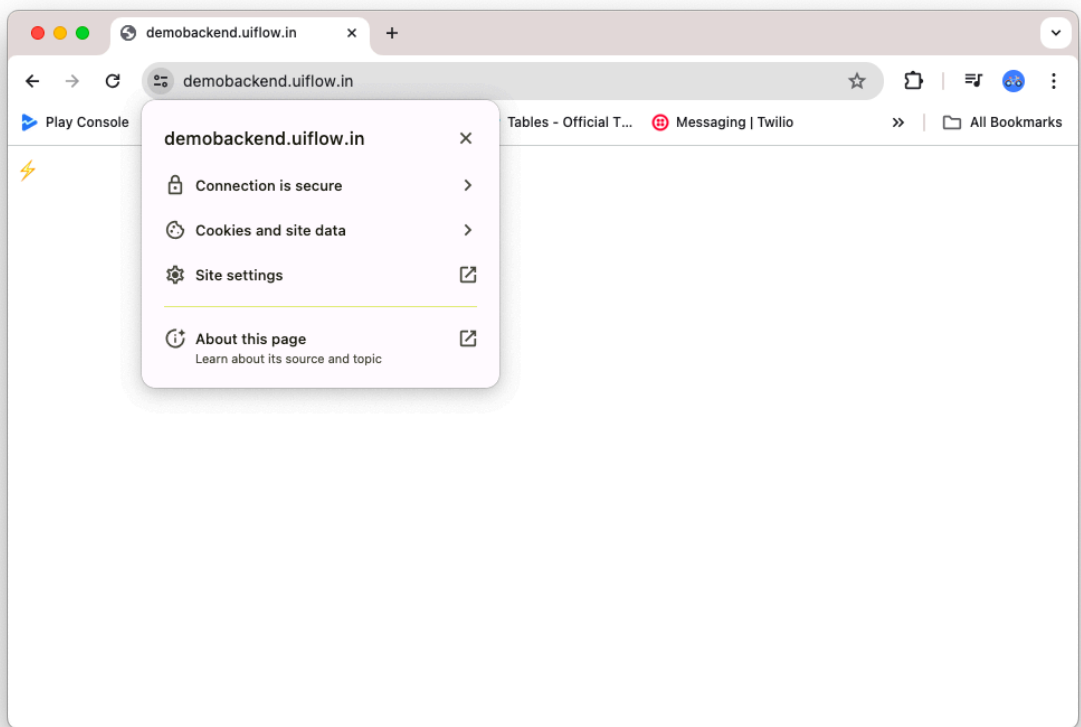 demobackend.uiflow.in
demobackend.uiflow.in
Play Console
Tables - Official T...
Messaging | Twilio
All Bookmarks
demobackend.uiflow.in
Connection is secure
Cookies and site data
Site settings
About this page
Learn about its source and topic